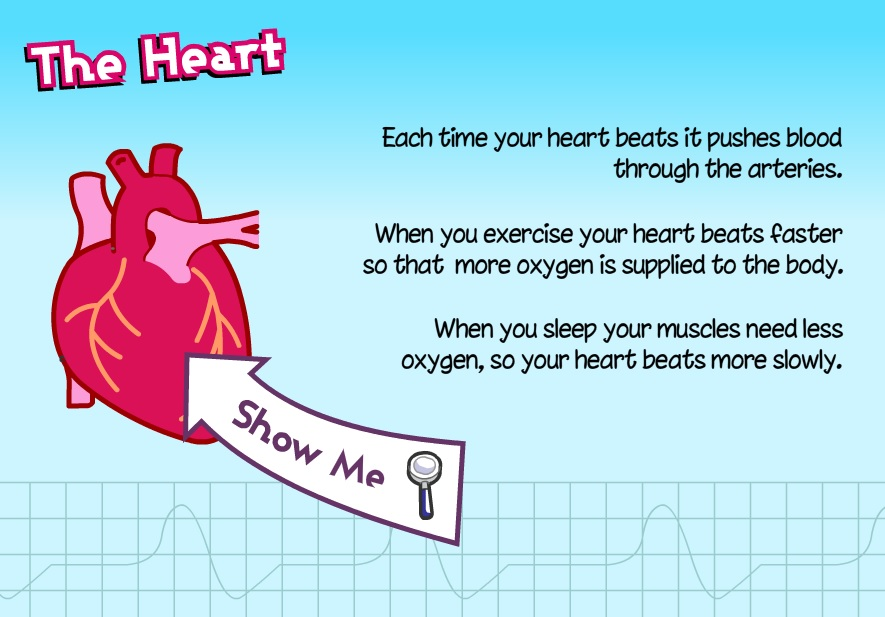 The Heart
Each time your heart beats it pushes blood
through the arteries.
When you exercise your heart beats faster
so that more oxygen is supplied to the body.
When you sleep your muscles need less
oxygen, so your heart beats more slowly.
Show Me